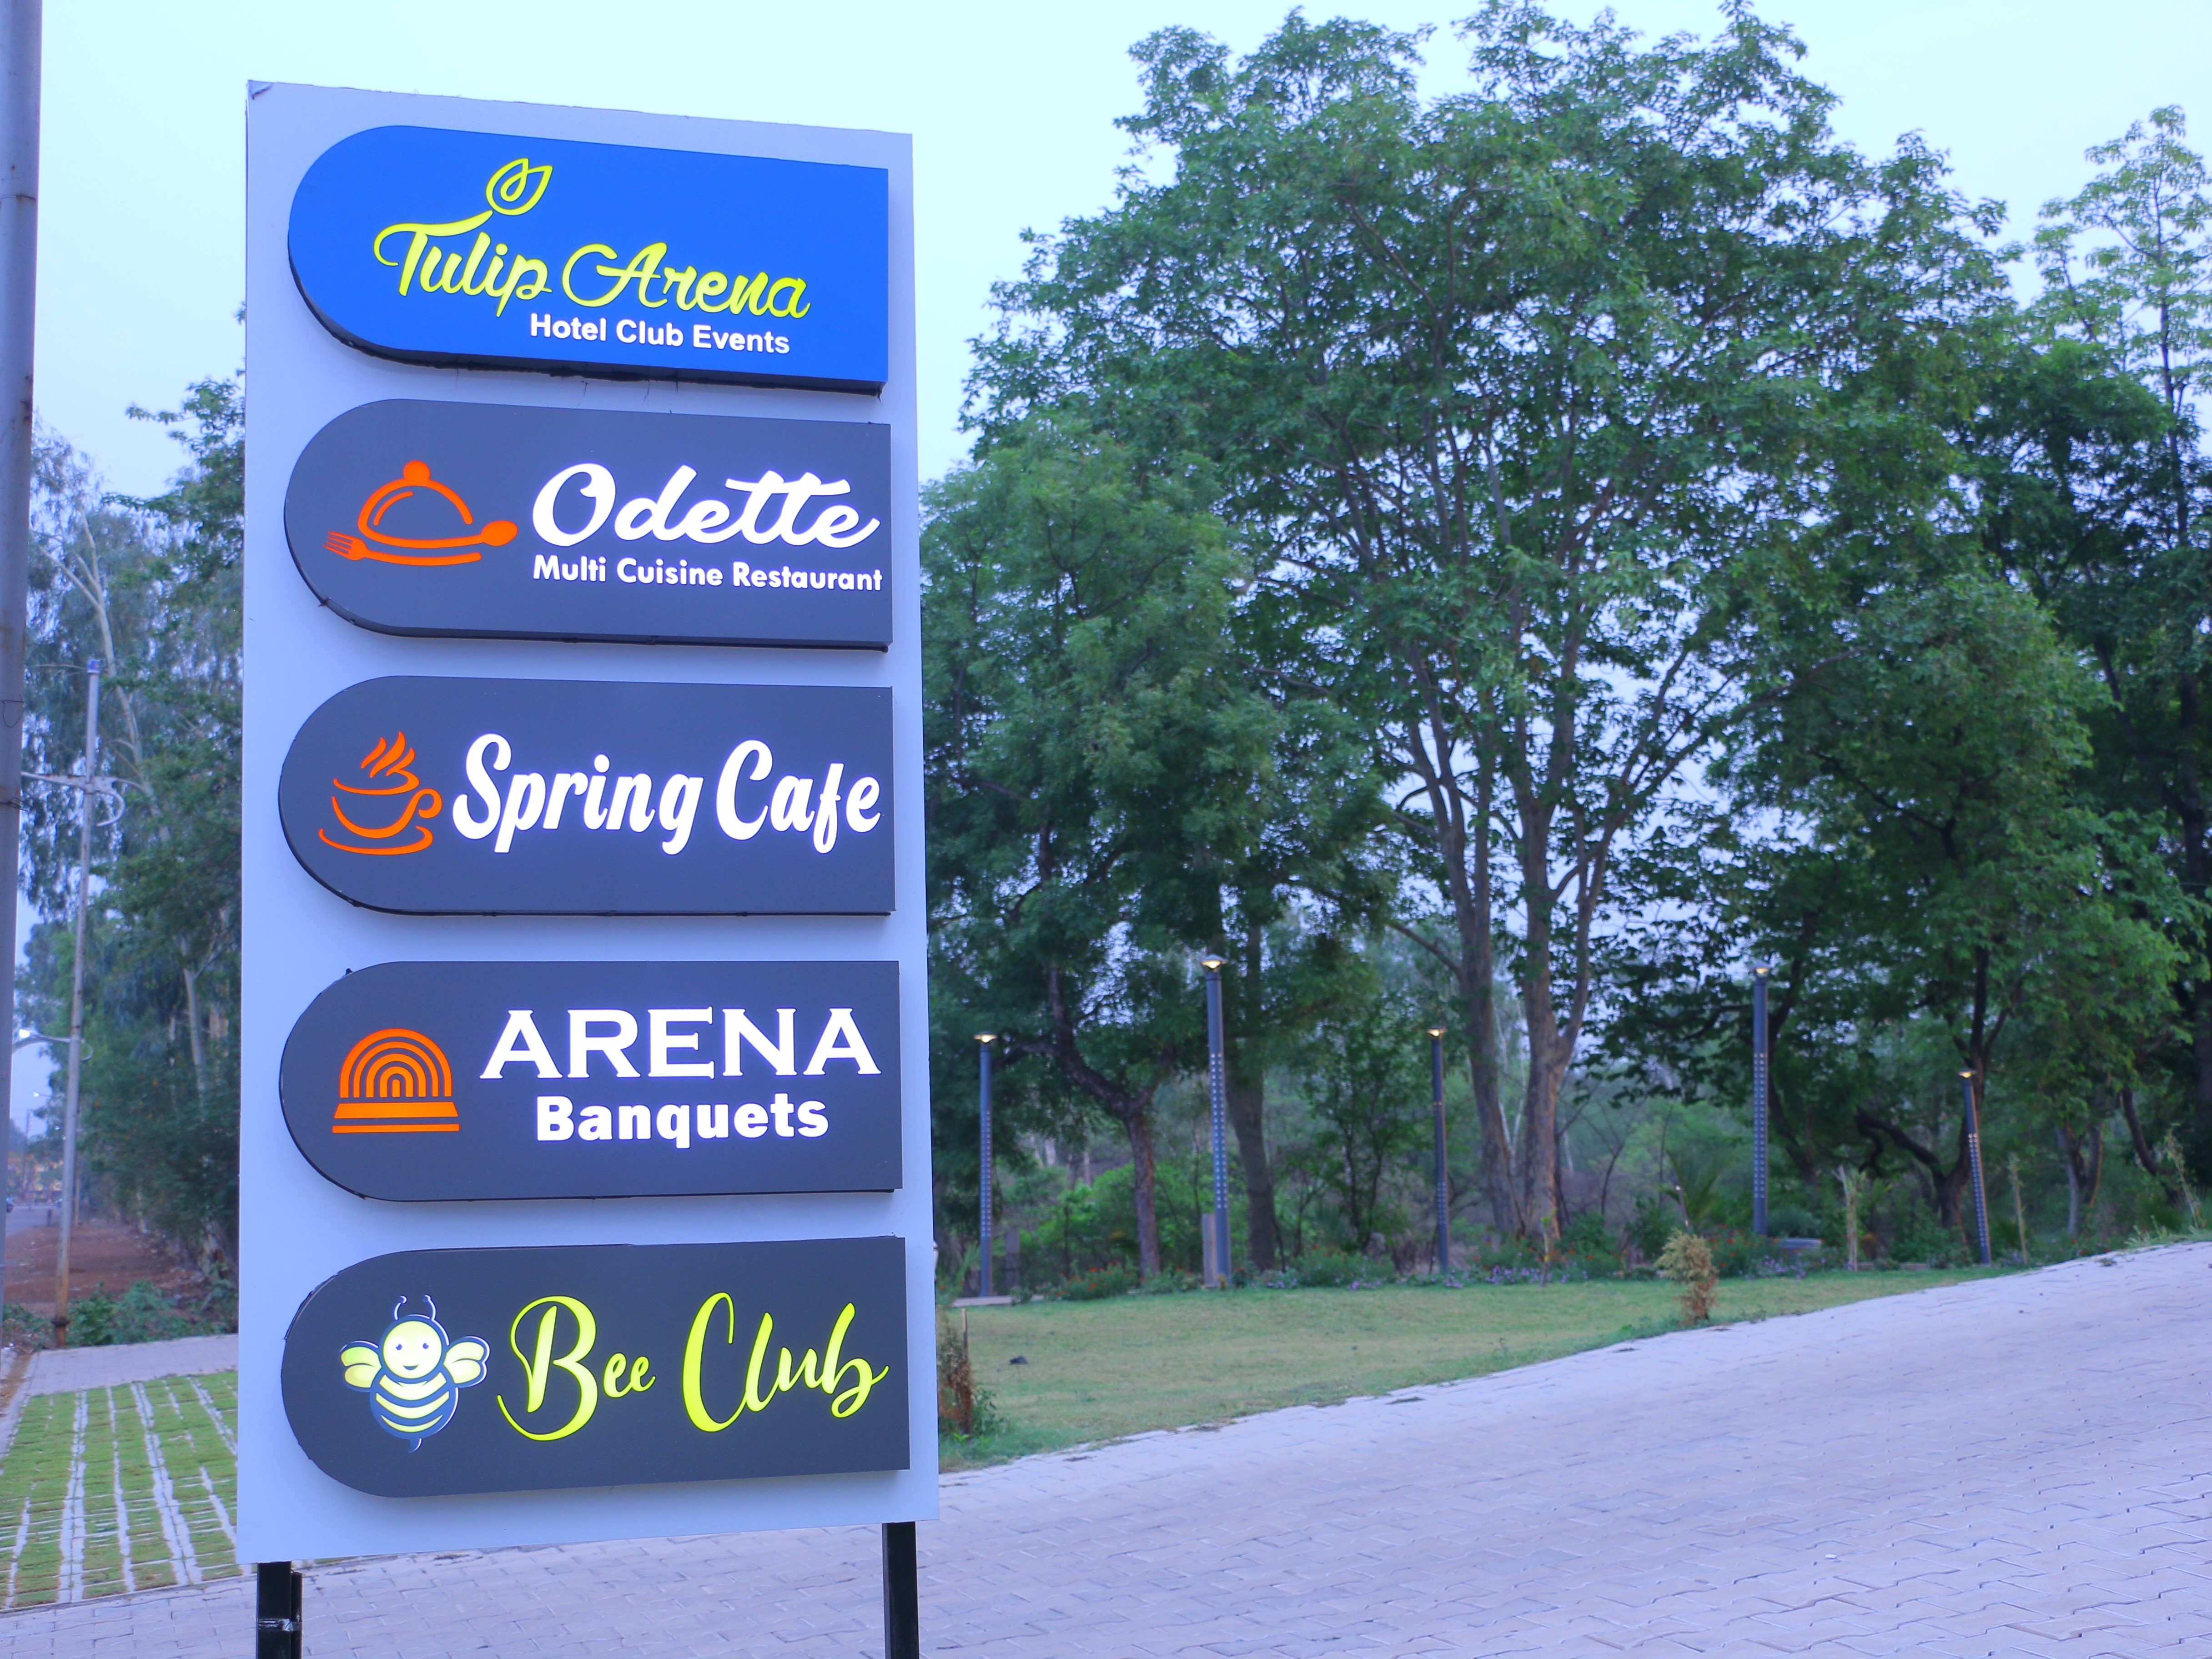 Tulip Arena
Hotel Club Events
Odette
Multi Cuisine Restaurant
Spring Cafe
ARENA
Banquets
Bee Club